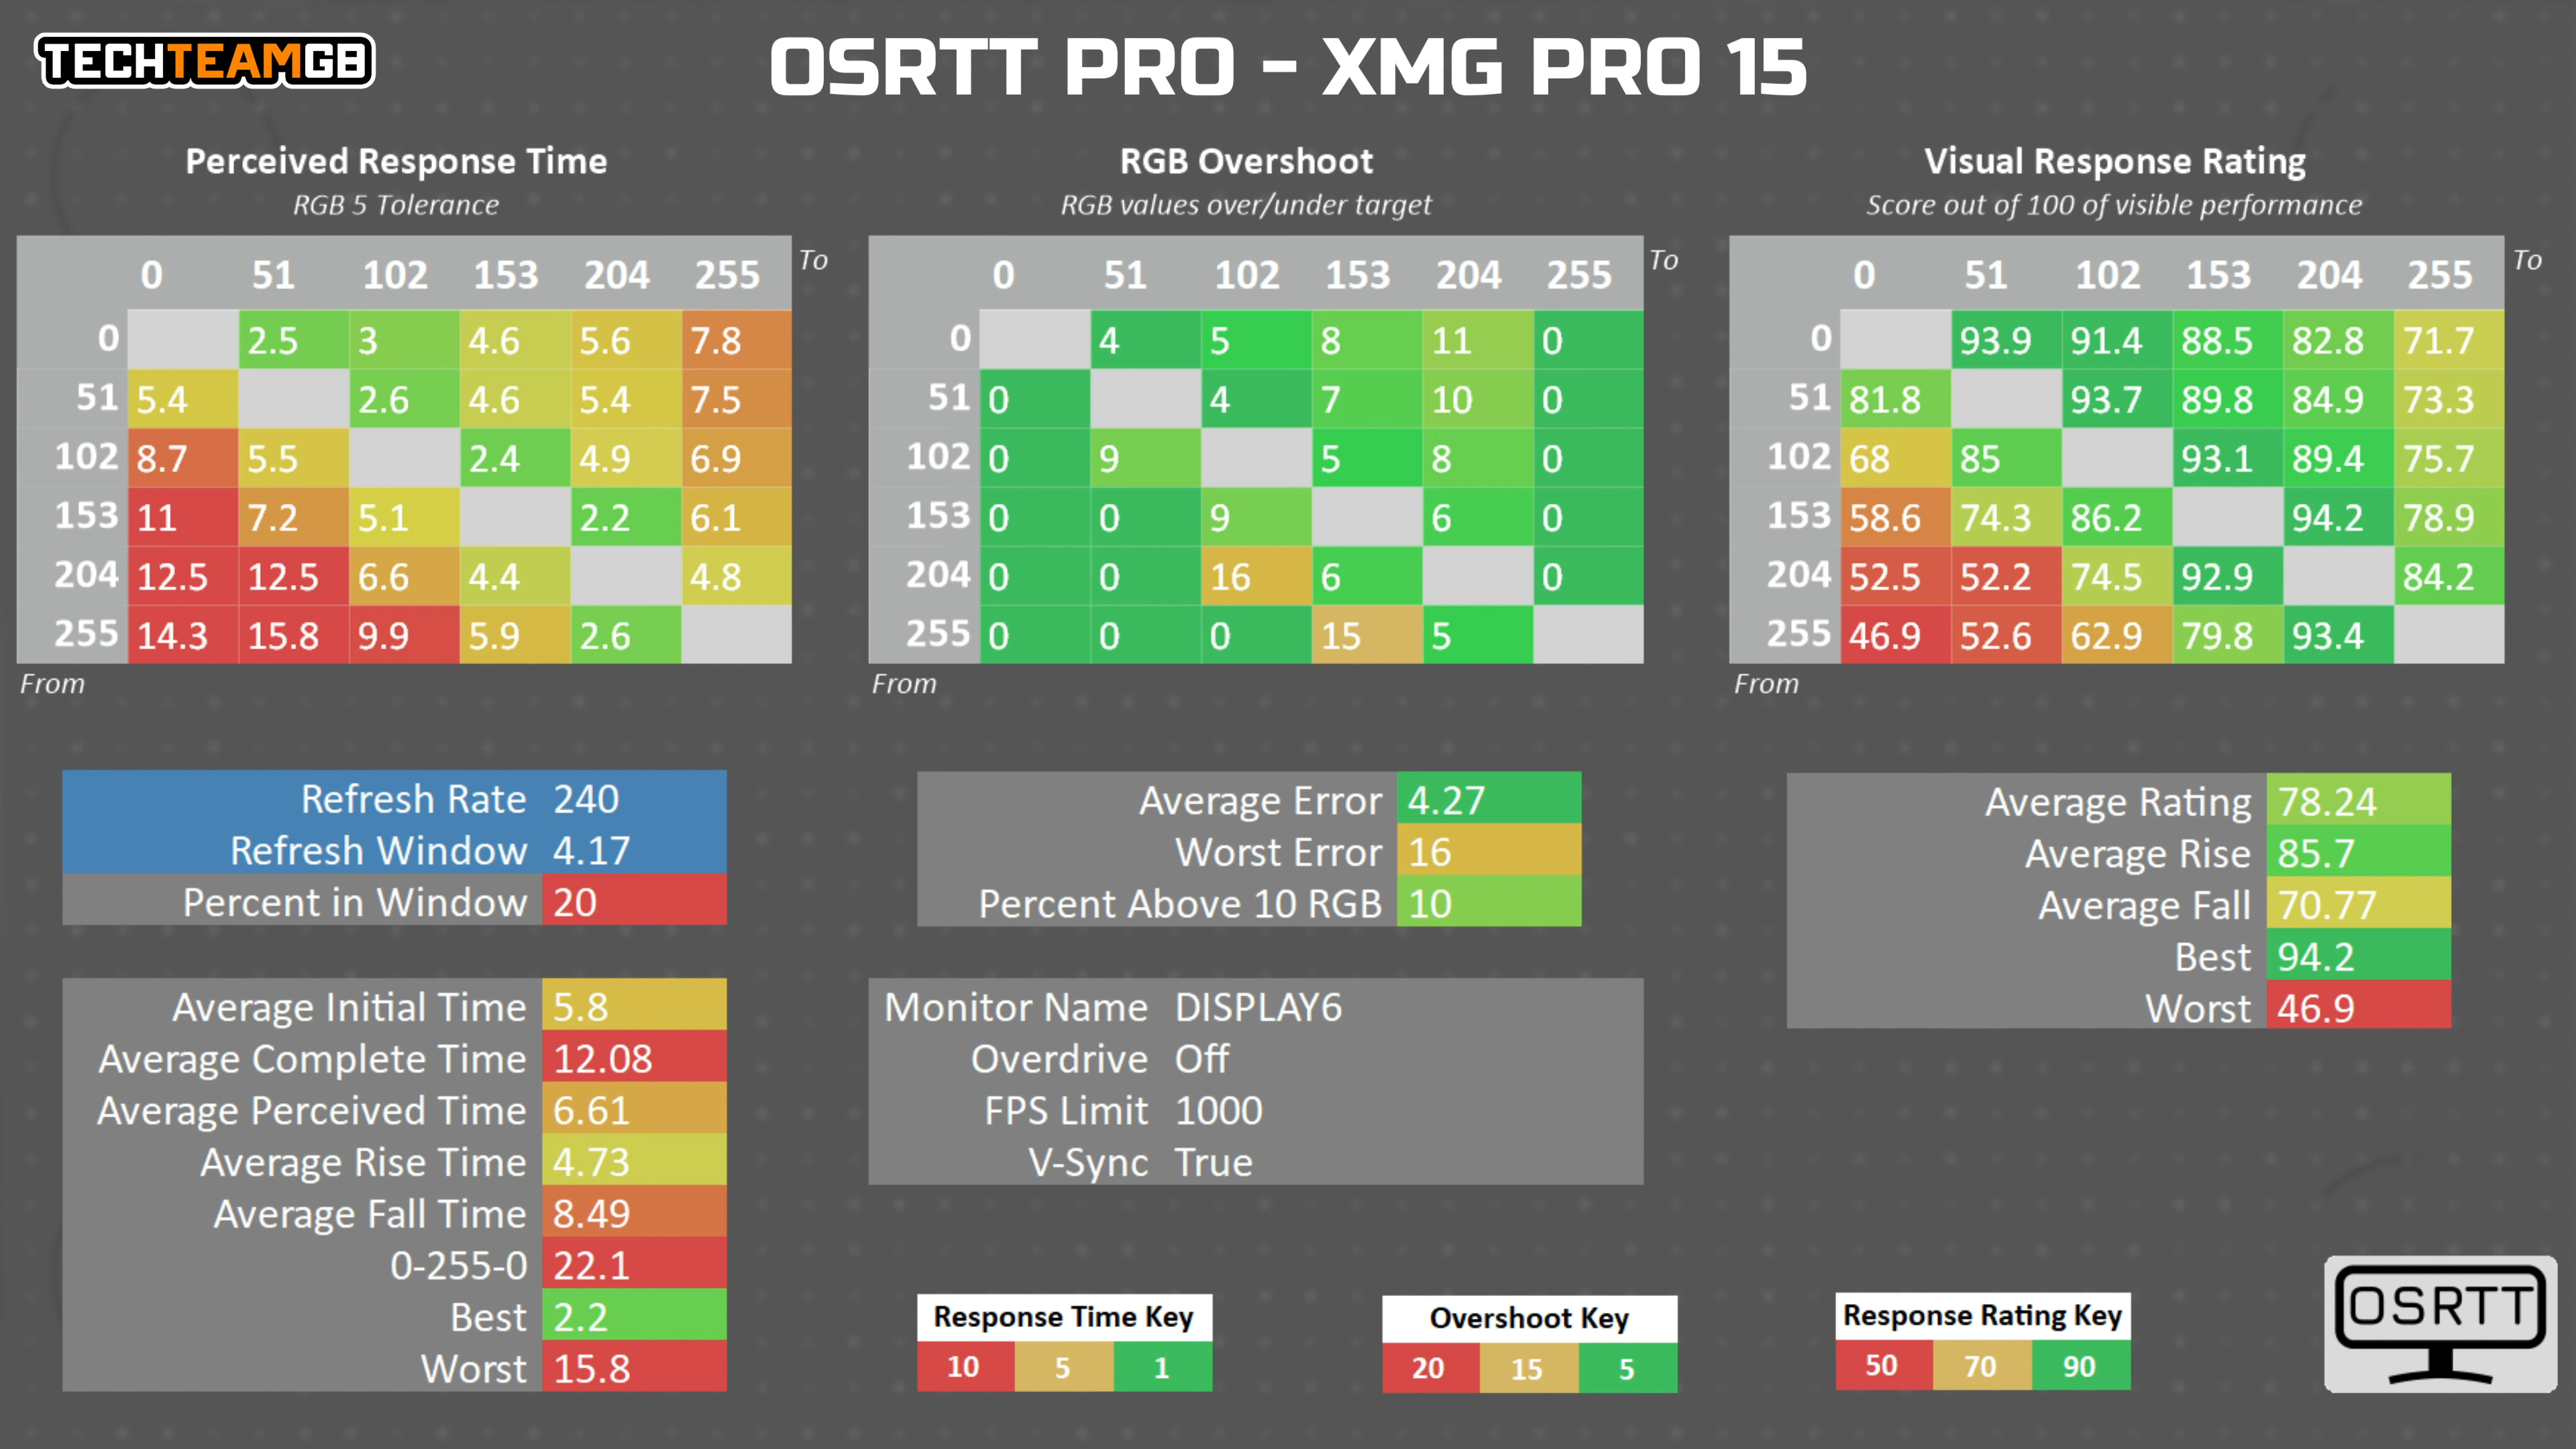 TECHTEAMGB
OSRTT PRO - XMG PRO 15
Perceived Response Time
RGB 5 Tolerance
0 51 102 153 204 255 To
0 2.5 3 4.6 5.6 7.8
51 5.4 2.6 4.6 5.4 7.5
102 8.7 5.5 2.4 4.9 6.9
153 11 7.2 5.1 2.2 6.1
204 12.5 12.5 6.6 4.4 4.8
255 14.3 15.8 9.9 5.9 2.6
From
RGB Overshoot
RGB values over/under target
0 51 102 153 204 255 To
0 4 5 8 11 0
51 0 4 7 10 0
102 0 9 5 8 0
153 0 0 9 6 0
204 0 0 16 6 0
255 0 0 0 15 5
From
Visual Response Rating
Score out of 100 of visible performance
0 51 102 153 204 255 To
0 93.9 91.4 88.5 82.8 71.7
51 81.8 93.7 89.8 84.9 73.3
102 68 85 93.1 89.4 75.7
153 58.6 74.3 86.2 94.2 78.9
204 52.5 52.2 74.5 92.9 84.2
255 46.9 52.6 62.9 79.8 93.4
From
Refresh Rate 240
Refresh Window 4.17
Percent in Window 20
Average Initial Time 5.8
Average Complete Time 12.08
Average Perceived Time 6.61
Average Rise Time 4.73
Average Fall Time 8.49
0-255-0 22.1
Best 2.2
Worst 15.8
Average Error 4.27
Worst Error 16
Percent Above 10 RGB 10
Monitor Name DISPLAY6
Overdrive Off
FPS Limit 1000
V-Sync True
Average Rating 78.24
Average Rise 85.7
Average Fall 70.77
Best 94.2
Worst 46.9
Response Time Key
10 5 1
Overshoot Key
20 15 5
Response Rating Key
50 70 90
OSRTT